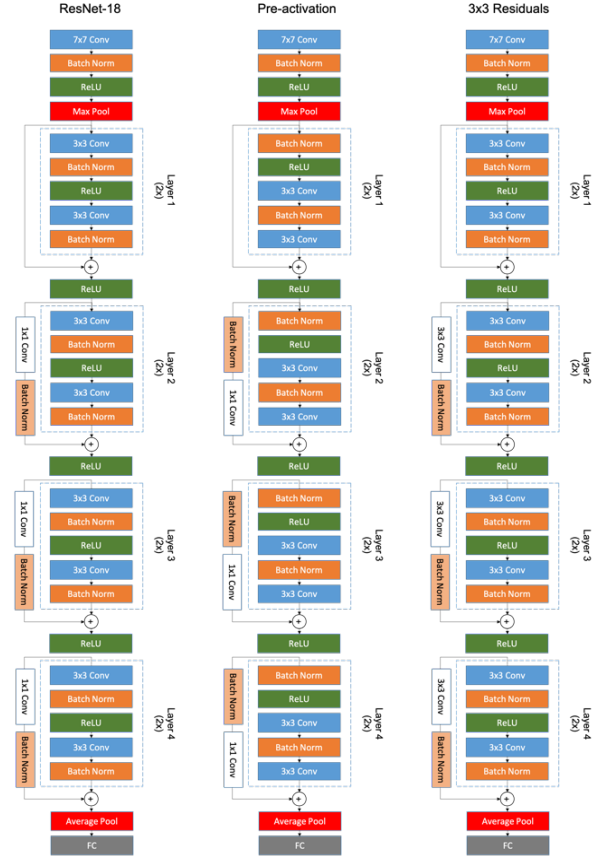 ResNet-18
7x7 Conv
Batch Norm
ReLU
Max Pool
3x3 Conv
Batch Norm
ReLU
3x3 Conv
Batch Norm
Layer 1
(2x)
+
ReLU
3x3 Conv
Batch Norm
ReLU
3x3 Conv
Batch Norm
1x1 Conv
Batch Norm
Layer 2
(2x)
+
ReLU
3x3 Conv
Batch Norm
ReLU
3x3 Conv
Batch Norm
1x1 Conv
Batch Norm
Layer 3
(2x)
+
ReLU
3x3 Conv
Batch Norm
ReLU
3x3 Conv
Batch Norm
1x1 Conv
Batch Norm
Layer 4
(2x)
+
Average Pool
FC
Pre-activation
7x7 Conv
Batch Norm
ReLU
Max Pool
Batch Norm
ReLU
3x3 Conv
Batch Norm
3x3 Conv
Layer 1
(2x)
+
ReLU
Batch Norm
ReLU
3x3 Conv
Batch Norm
3x3 Conv
Batch Norm
1x1 Conv
Layer 2
(2x)
+
ReLU
Batch Norm
ReLU
3x3 Conv
Batch Norm
3x3 Conv
Batch Norm
1x1 Conv
Layer 3
(2x)
+
ReLU
Batch Norm
ReLU
3x3 Conv
Batch Norm
3x3 Conv
Batch Norm
1x1 Conv
Layer 4
(2x)
+
Average Pool
FC
3x3 Residuals
7x7 Conv
Batch Norm
ReLU
Max Pool
3x3 Conv
Batch Norm
ReLU
3x3 Conv
Batch Norm
Layer 1
(2x)
+
ReLU
3x3 Conv
Batch Norm
ReLU
3x3 Conv
Batch Norm
3x3 Conv
Batch Norm
Layer 2
(2x)
+
ReLU
3x3 Conv
Batch Norm
ReLU
3x3 Conv
Batch Norm
3x3 Conv
Batch Norm
Layer 3
(2x)
+
ReLU
3x3 Conv
Batch Norm
ReLU
3x3 Conv
Batch Norm
3x3 Conv
Batch Norm
Layer 4
(2x)
+
Average Pool
FC